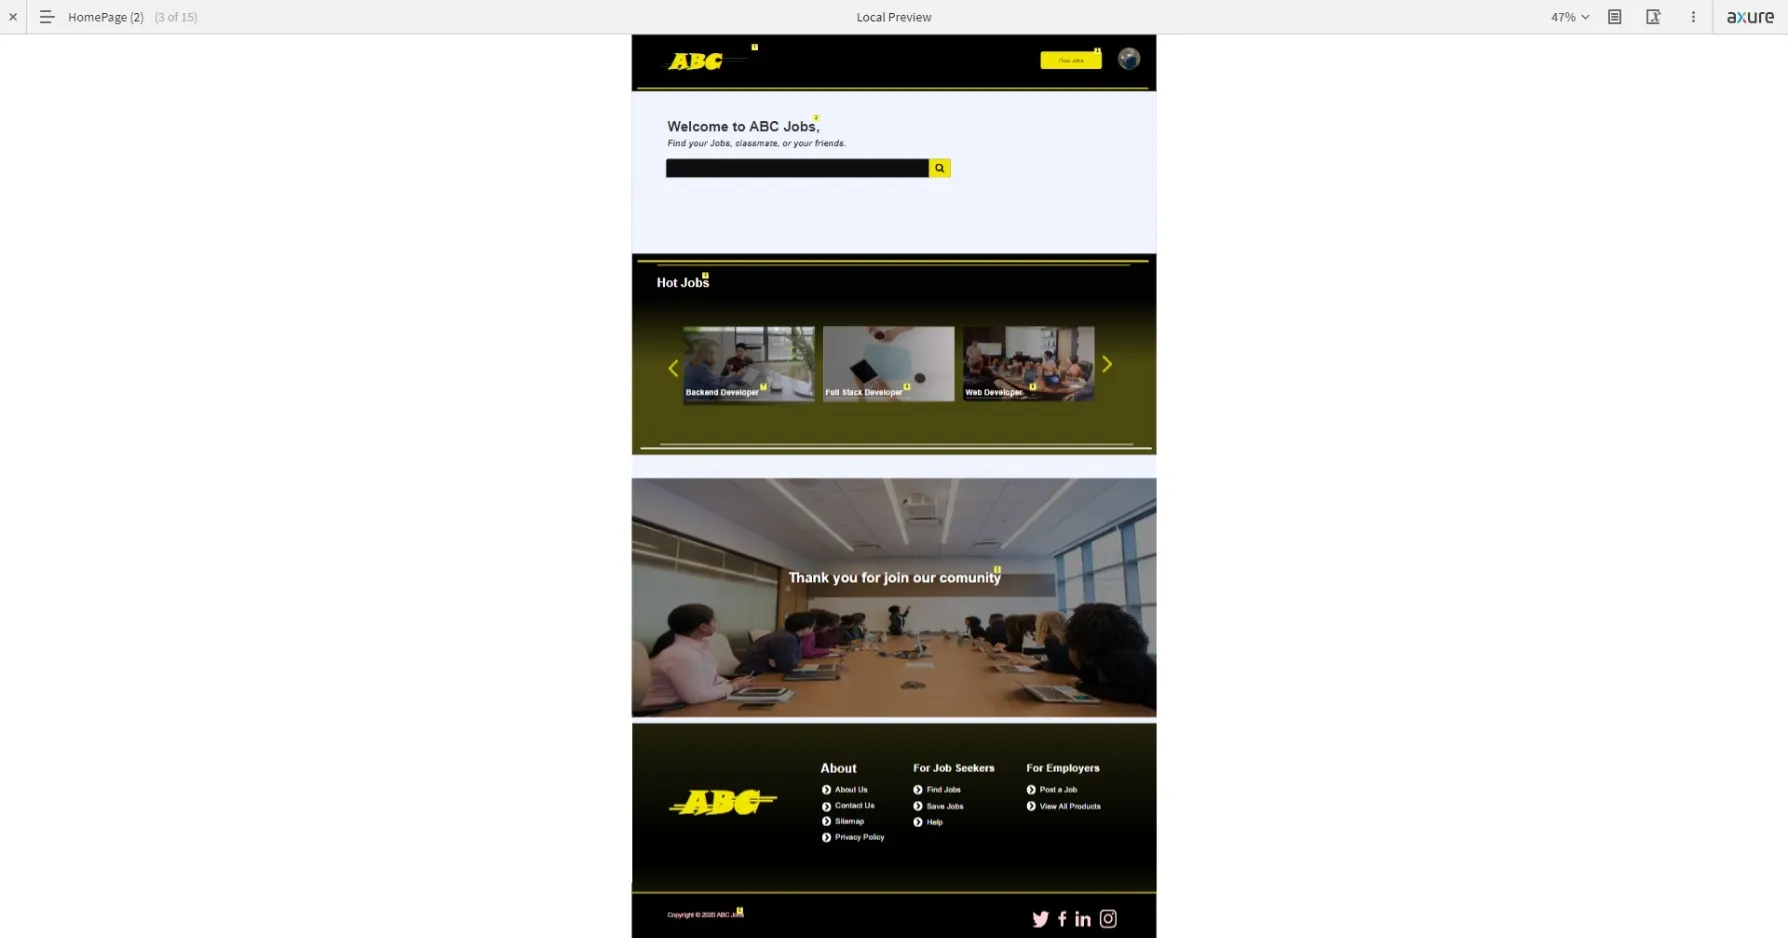 HomePage (2) (3 of 15)
Local Preview
47%
axure
ABC
Post Jobs
Welcome to ABC Jobs,
Find your Jobs, classmate, or your friends.
Hot Jobs
Backend Developer
Full Stack Developer
Web Developer
Thank you for join our comunity
ABC
About
About Us
Contact Us
Sitemap
Privacy Policy
For Job Seekers
Find Jobs
Save Jobs
Help
For Employers
Post a Job
View All Products
Copyright © 2020 ABC Jobs